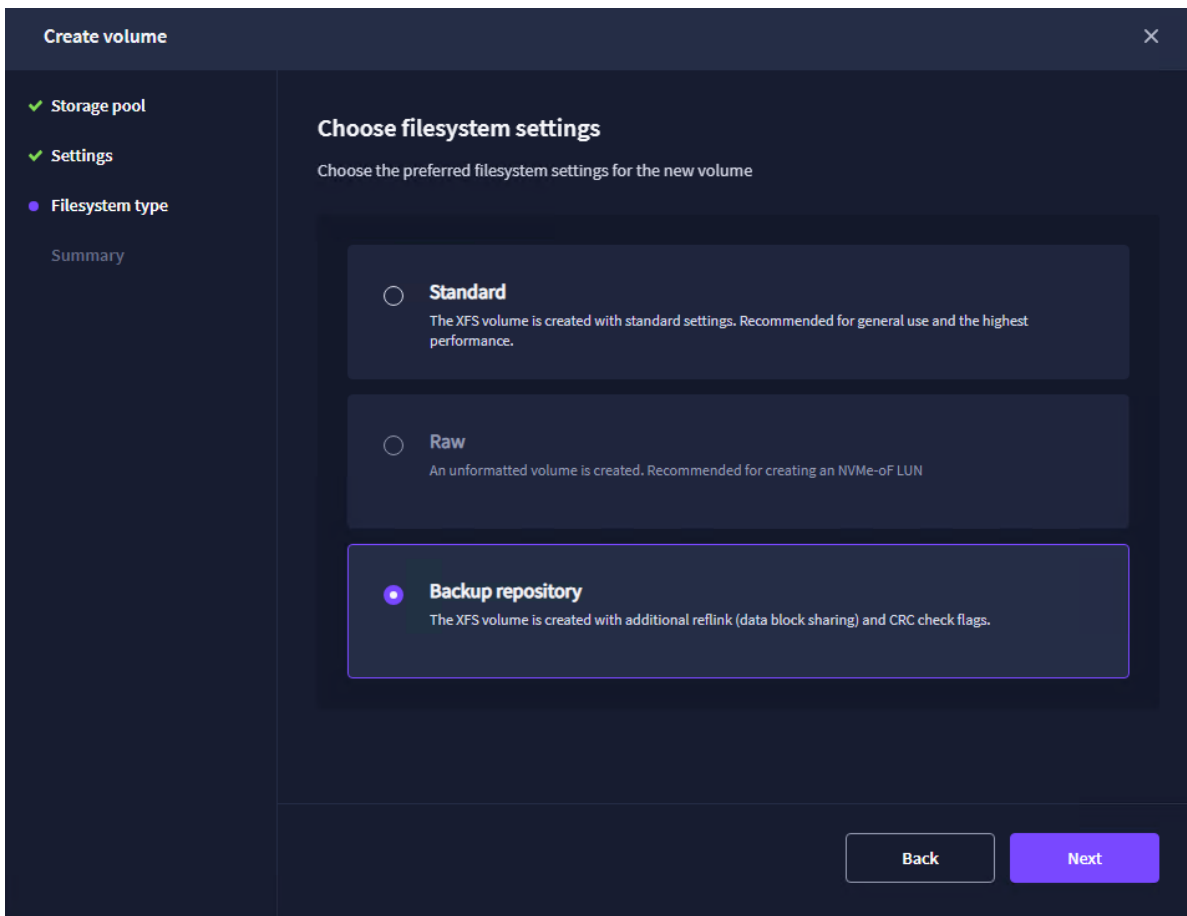 Create volume
Storage pool
Settings
Filesystem type
Summary
Choose filesystem settings
Choose the preferred filesystem settings for the new volume
Standard
The XFS volume is created with standard settings. Recommended for general use and the highest
performance.
Raw
An unformatted volume is created. Recommended for creating an NVMe-oF LUN
Backup repository
The XFS volume is created with additional reflink (data block sharing) and CRC check flags.
Back
Next